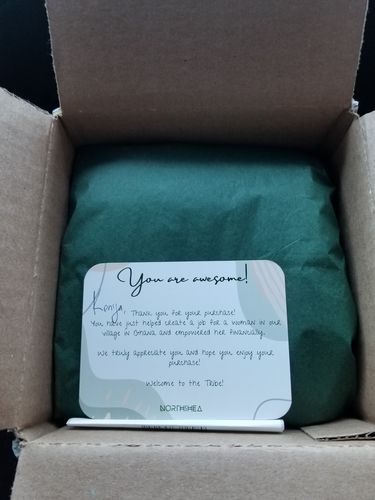 You are awesome!
Kenya, Thank you for your purchase!
You have just helped create a job for a woman in our
village in Ghana and empowered her financially.
We truly appreciate you and hope you enjoy your
purchase!
Welcome to the Tribe!
NORTHSHEA